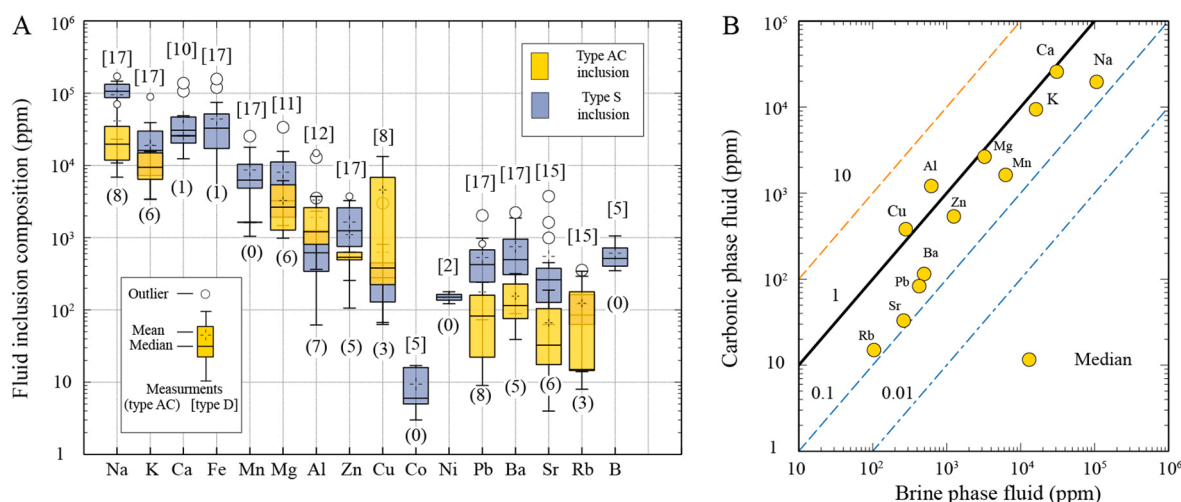 A
Fluid inclusion composition (ppm)
10⁶
10⁵
10⁴
10³
10²
10
1
[17]
[17]
[10]
[17]
[17]
[11]
[12]
[17]
[8]
[5]
[2]
[17]
[17]
[15]
[15]
[5]
(8)
(6)
(1)
(1)
(0)
(6)
(7)
(5)
(3)
(0)
(0)
(8)
(5)
(6)
(3)
(0)
Type AC
inclusion
Type S
inclusion
Outlier
Mean
Median
Measurments
(type AC) [type D]
Na K Ca Fe Mn Mg Al Zn Cu Co Ni Pb Ba Sr Rb B
B
Carbonic phase fluid (ppm)
10⁵
10⁴
10³
10²
10
1
Ca
Na
K
Mg
Mn
Al
Zn
Cu
Ba
Pb
Sr
Rb
10
1
0.1
0.01
Median
10 10² 10³ 10⁴ 10⁵ 10⁶
Brine phase fluid (ppm)